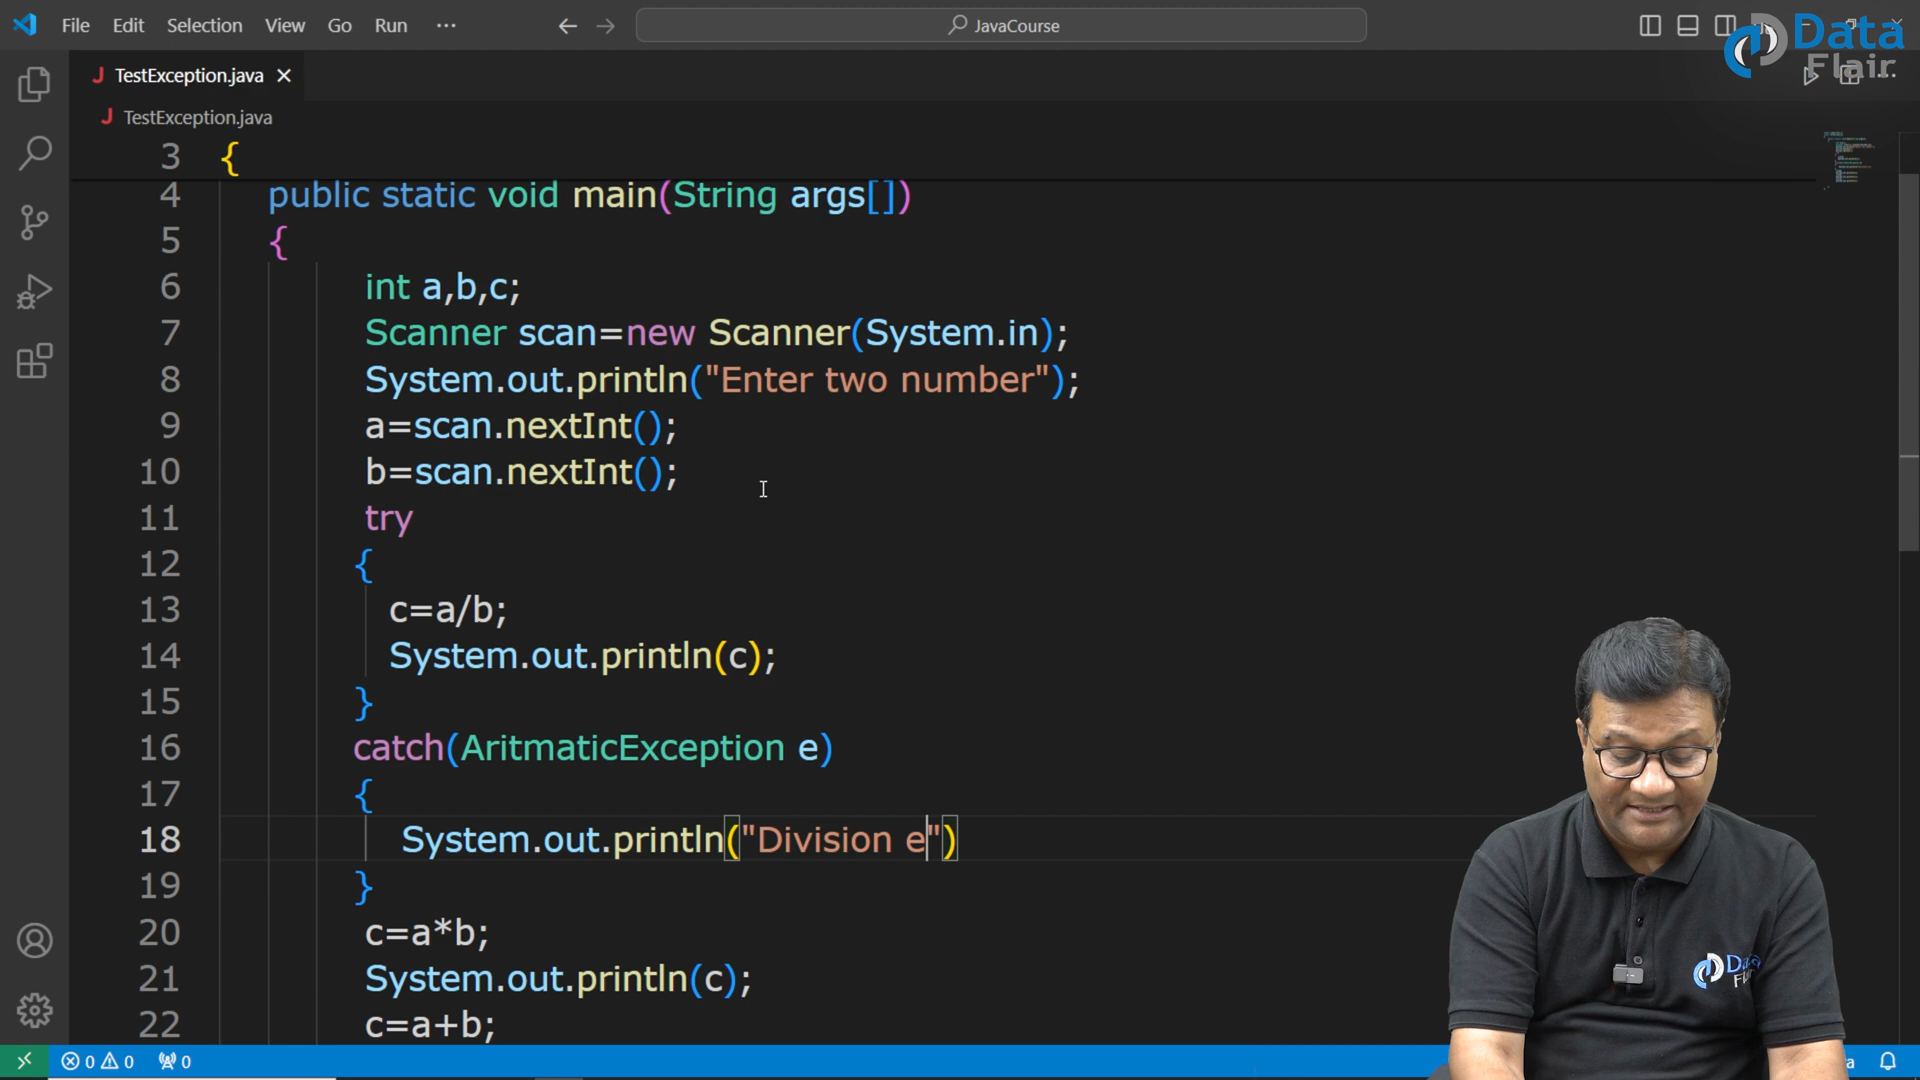 File Edit Selection View Go Run ··· JavaCourse
Data Flair
TestException.java
TestException.java
3 {
4 public static void main(String args[])
5 {
6 int a,b,c;
7 Scanner scan=new Scanner(System.in);
8 System.out.println("Enter two number");
9 a=scan.nextInt();
10 b=scan.nextInt();
11 try
12 {
13 c=a/b;
14 System.out.println(c);
15 }
16 catch(AritmaticException e)
17 {
18 System.out.println("Division e")
19 }
20 c=a*b;
21 System.out.println(c);
22 c=a+b;
0 0 0